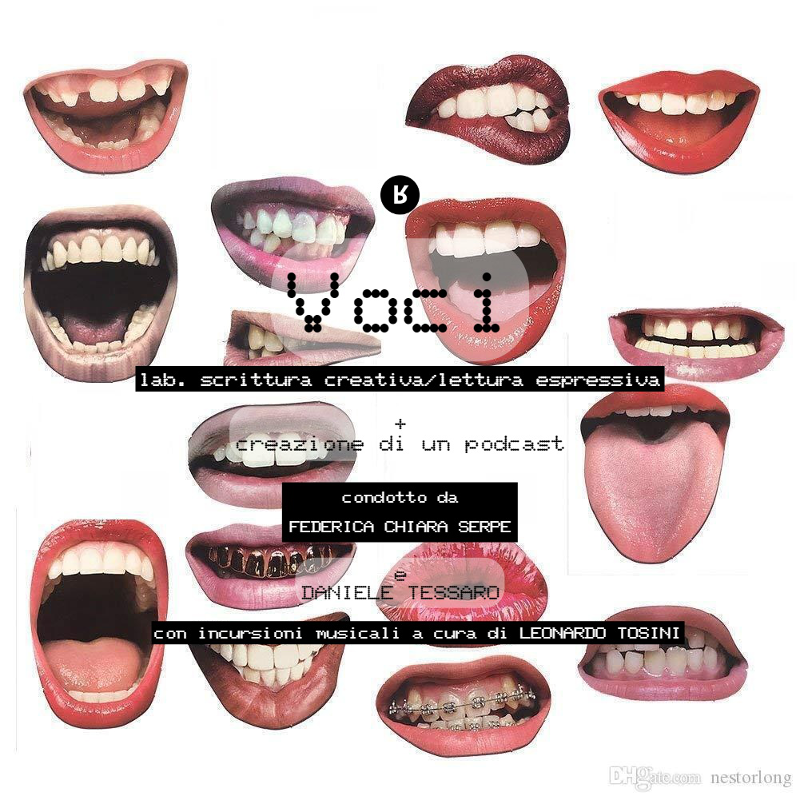 R
Voci
lab. scrittura creativa/lettura espressiva
+
creazione di un podcast
condotto da
FEDERICA CHIARA SERPE
e
DANIELE TESSARO
con incursioni musicali a cura di LEONARDO TOSINI
DHgate.com nestorlong